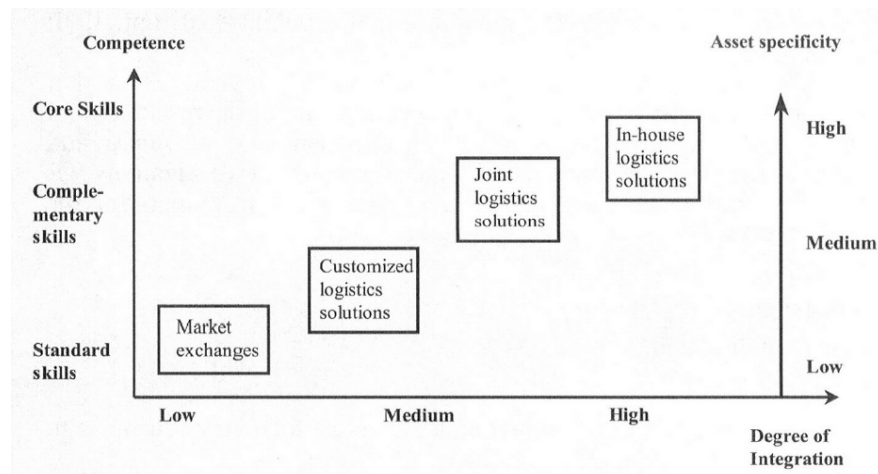 Competence
Asset specificity
Core Skills
High
In-house
logistics
solutions
Joint
logistics
solutions
Comple-
mentary
skills
Medium
Customized
logistics
solutions
Market
exchanges
Standard
skills
Low
Low
Medium
High
Degree of
Integration